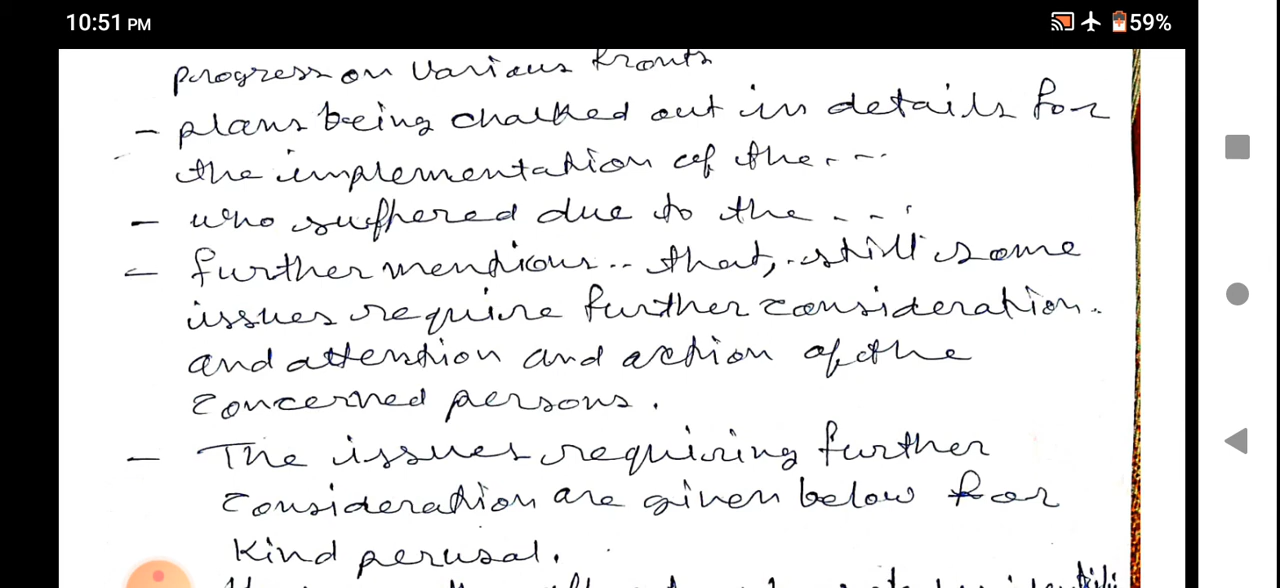 10:51 PM
59%
progress on various fronts
- plans being chalked out in details for
the implementation of the...
- who suffered due to the...
- further mentions.. that, still some
issues require further consideration.
and attention and action of the
concerned persons.
- The issues requiring further
consideration are given below for
kind perusal.